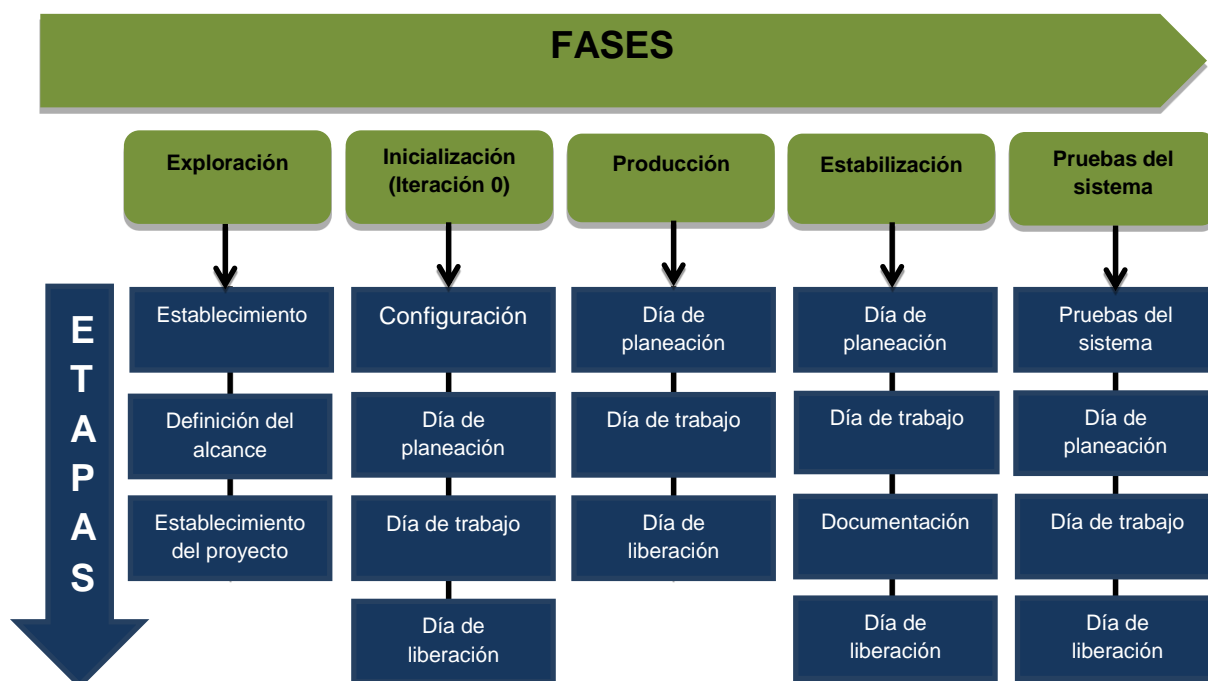 FASES
Exploración
Inicialización
(Iteración 0)
Producción
Estabilización
Pruebas del
sistema
E
T
A
P
A
S
Establecimiento
Definición del
alcance
Establecimiento
del proyecto
Configuración
Día de
planeación
Día de trabajo
Día de
liberación
Día de
planeación
Día de trabajo
Día de
liberación
Día de
planeación
Día de trabajo
Documentación
Día de
liberación
Pruebas del
sistema
Día de
planeación
Día de trabajo
Día de
liberación